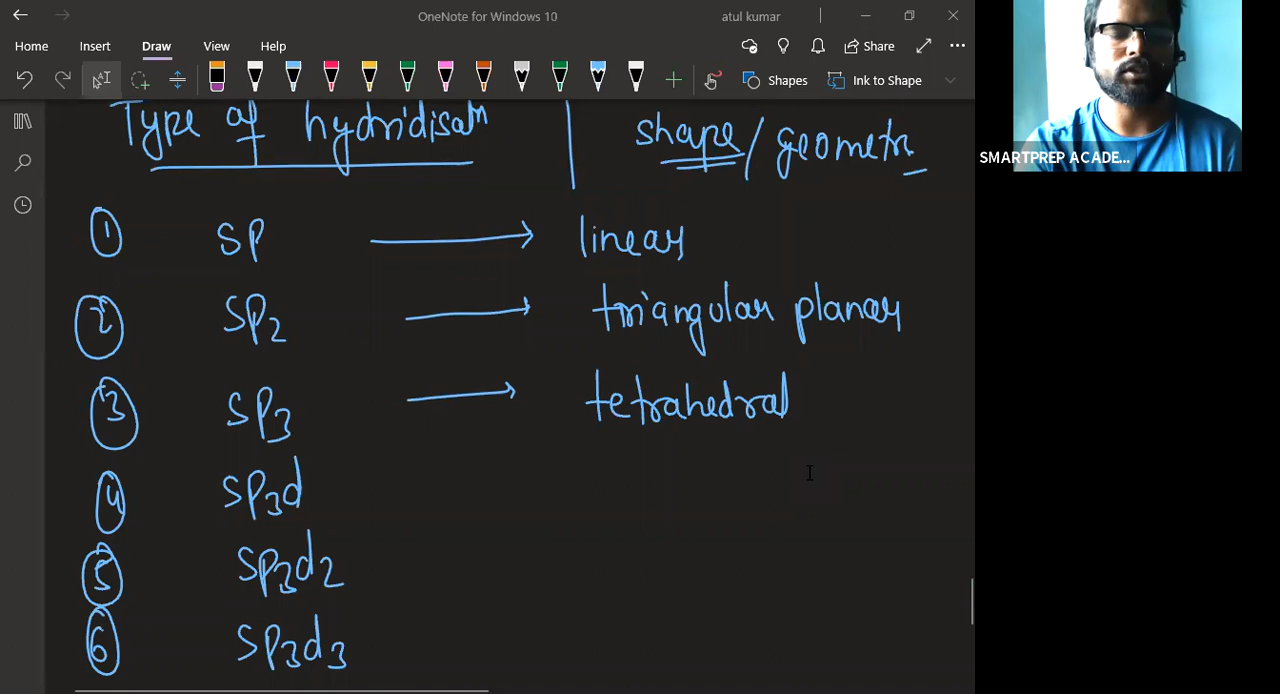 OneNote for Windows 10
atul kumar
Home Insert Draw View Help
Share
Shapes
Ink to Shape
SMARTPREP ACADE...
Type of hydridisatn
shape/geometr
1 sp linear
2 sp2 triangular planar
3 sp3 tetrahedral
4 sp3d
5 sp3d2
6 sp3d3